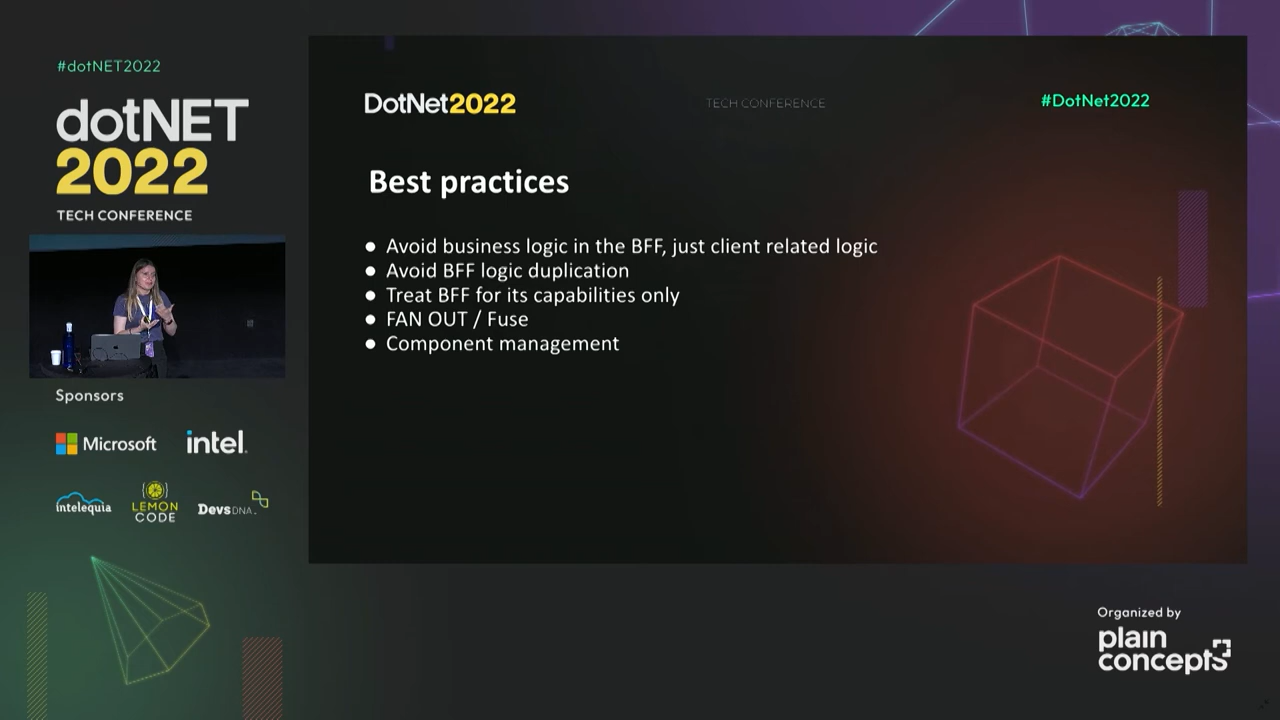 #dotNET2022
dotNET
2022
TECH CONFERENCE
Sponsors
Microsoft
intel.
intelequia
LEMON
CODE
DevsDNA.
DotNet2022
TECH CONFERENCE
#DotNet2022
Best practices
● Avoid business logic in the BFF, just client related logic
● Avoid BFF logic duplication
● Treat BFF for its capabilities only
● FAN OUT / Fuse
● Component management
Organized by
plain
concepts